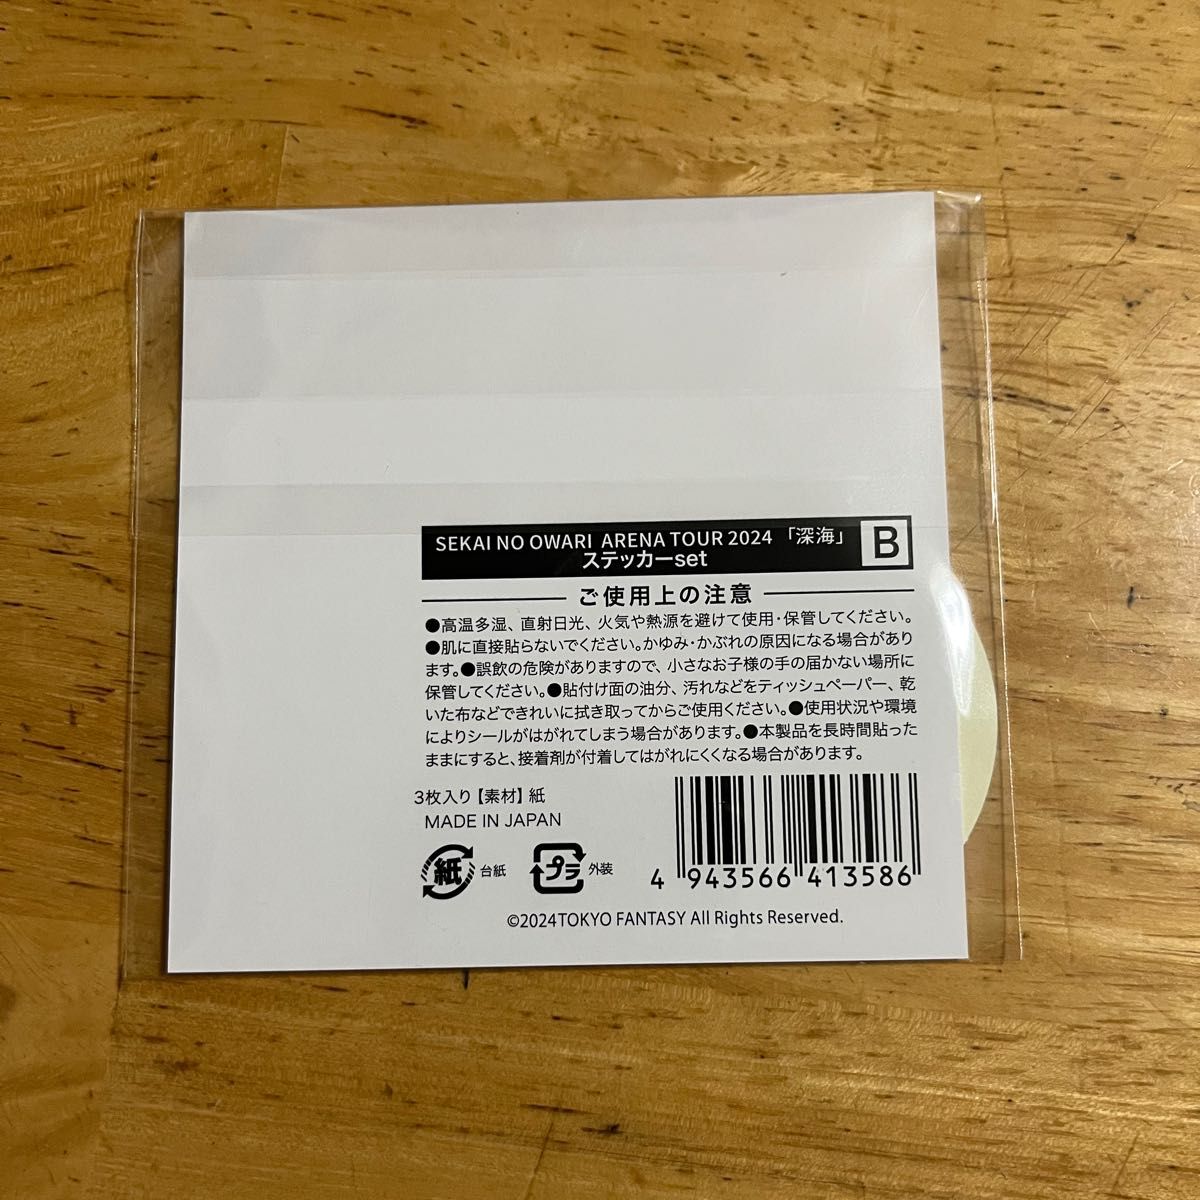 SEKAI NO OWARI ARENA TOUR 2024 「深海」
ステッカーset
B
ご使用上の注意
●高温多湿、直射日光、火気や熱源を避けて使用・保管してください。
●肌に直接貼らないでください。かゆみ・かぶれの原因になる場合があり
ます。●誤飲の危険がありますので、小さなお子様の手の届かない場所に
保管してください。●貼付け面の油分、汚れなどをティッシュペーパー、乾
いた布などできれいに拭き取ってからご使用ください。●使用状況や環境
によりシールがはがれてしまう場合があります。●本製品を長時間貼った
ままにすると、接着剤が付着してはがれにくくなる場合があります。
3枚入り【素材】紙
MADE IN JAPAN
紙 台紙
プラ 外装
4 943566 413586
©2024TOKYO FANTASY All Rights Reserved.